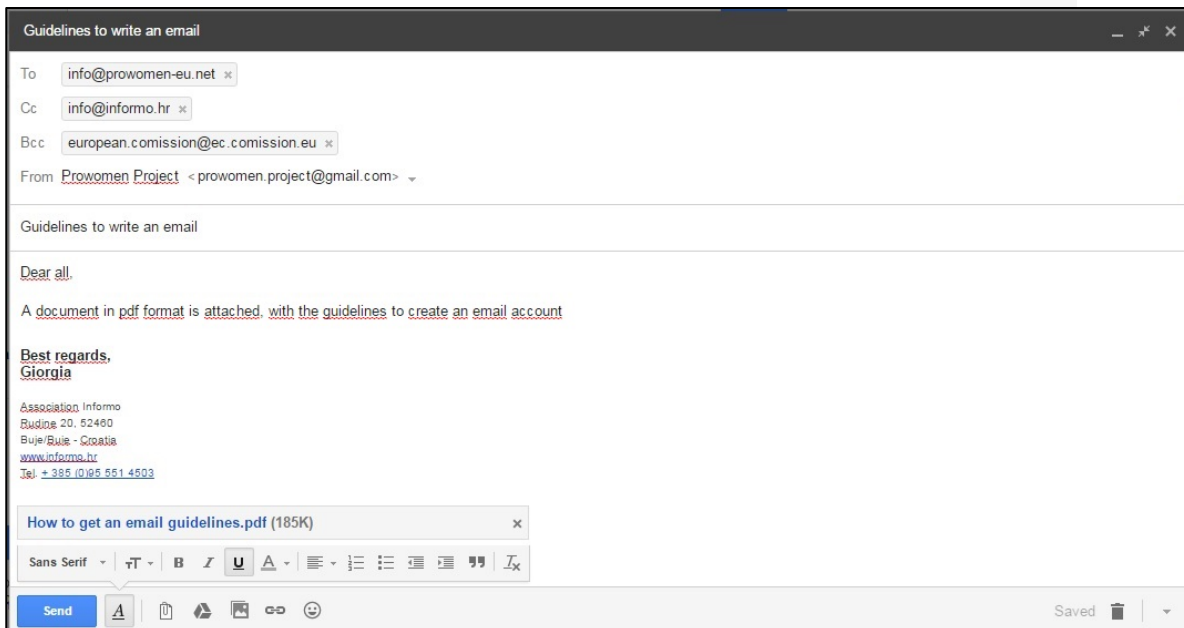 Guidelines to write an email
To info@prowomen-eu.net
Cc info@informo.hr
Bcc european.comission@ec.comission.eu
From Prowomen Project <prowomen.project@gmail.com>
Guidelines to write an email
Dear all,
A document in pdf format is attached, with the guidelines to create an email account
Best regards,
Giorgia
Association Informo
Rudine 20, 52460
Buje/Buie - Croatia
www.informo.hr
Tel. + 385 (0)95 551 4503
How to get an email guidelines.pdf (185K)
Sans Serif
Send
Saved